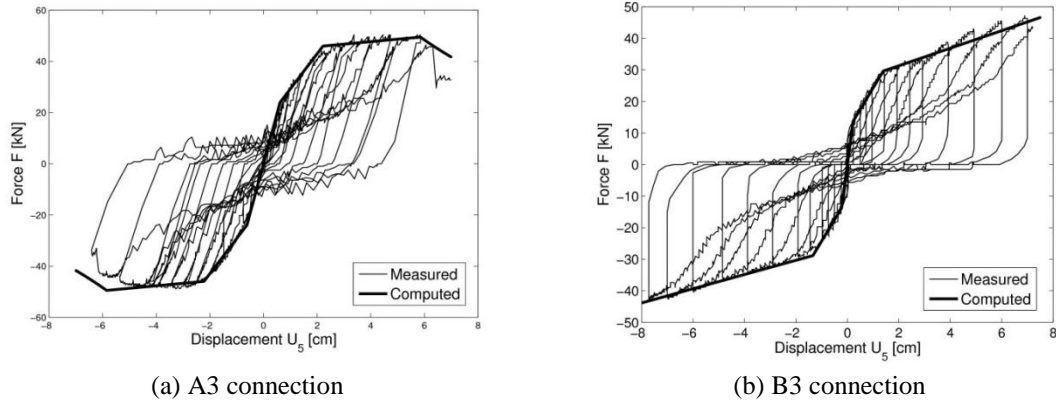 60
40
20
0
−20
−40
−60
Force F [kN]
−8 −6 −4 −2 0 2 4 6 8
Displacement U5 [cm]
Measured
Computed
(a) A3 connection
50
40
30
20
10
0
−10
−20
−30
−40
−50
Force F [kN]
−8 −6 −4 −2 0 2 4 6 8
Displacement U5 [cm]
Measured
Computed
(b) B3 connection